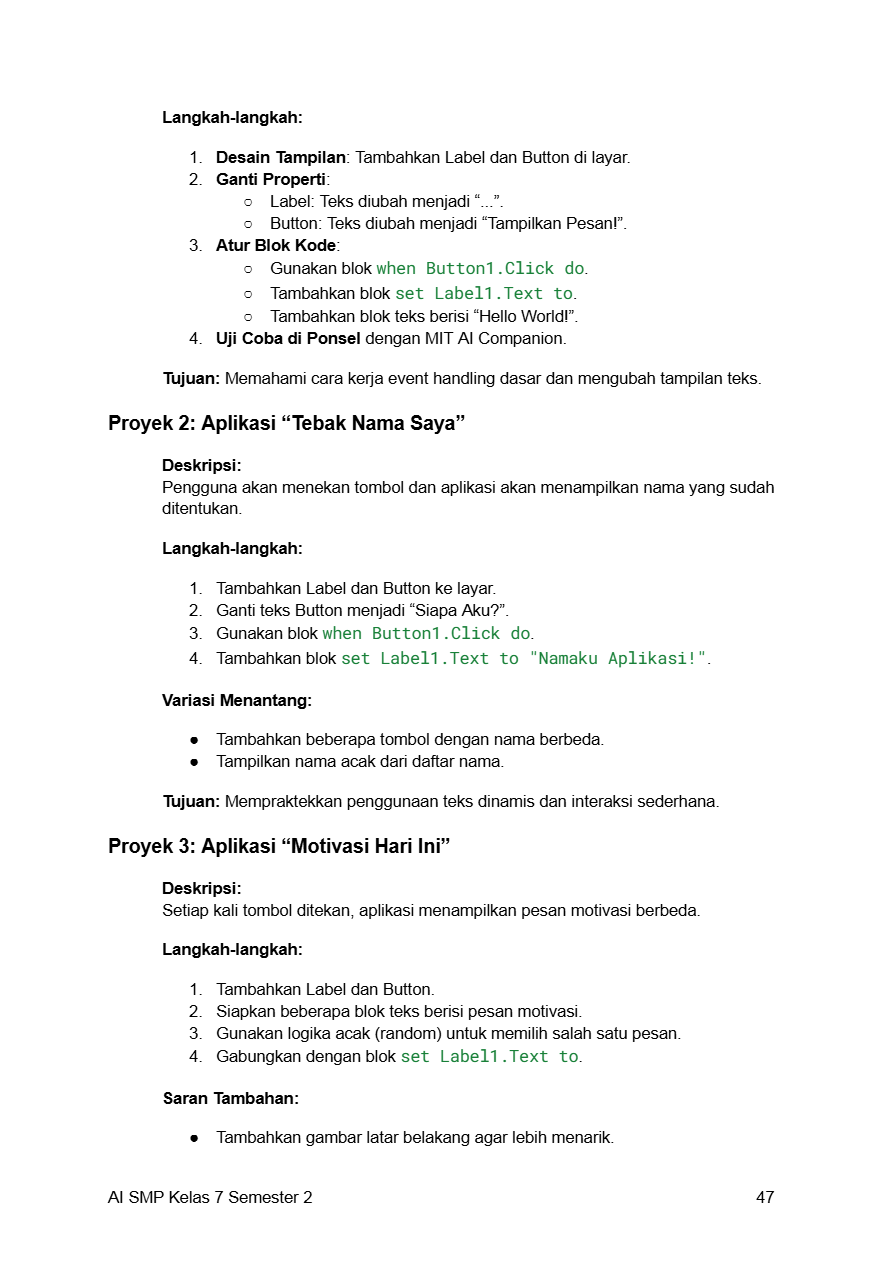 Langkah-langkah:
1. Desain Tampilan: Tambahkan Label dan Button di layar.
2. Ganti Properti:
○ Label: Teks diubah menjadi “...”.
○ Button: Teks diubah menjadi “Tampilkan Pesan!”.
3. Atur Blok Kode:
○ Gunakan blok when Button1.Click do.
○ Tambahkan blok set Label1.Text to.
○ Tambahkan blok teks berisi “Hello World!”.
4. Uji Coba di Ponsel dengan MIT AI Companion.
Tujuan: Memahami cara kerja event handling dasar dan mengubah tampilan teks.
Proyek 2: Aplikasi “Tebak Nama Saya”
Deskripsi:
Pengguna akan menekan tombol dan aplikasi akan menampilkan nama yang sudah
ditentukan.
Langkah-langkah:
1. Tambahkan Label dan Button ke layar.
2. Ganti teks Button menjadi “Siapa Aku?”.
3. Gunakan blok when Button1.Click do.
4. Tambahkan blok set Label1.Text to "Namaku Aplikasi!".
Variasi Menantang:
● Tambahkan beberapa tombol dengan nama berbeda.
● Tampilkan nama acak dari daftar nama.
Tujuan: Mempraktekkan penggunaan teks dinamis dan interaksi sederhana.
Proyek 3: Aplikasi “Motivasi Hari Ini”
Deskripsi:
Setiap kali tombol ditekan, aplikasi menampilkan pesan motivasi berbeda.
Langkah-langkah:
1. Tambahkan Label dan Button.
2. Siapkan beberapa blok teks berisi pesan motivasi.
3. Gunakan logika acak (random) untuk memilih salah satu pesan.
4. Gabungkan dengan blok set Label1.Text to.
Saran Tambahan:
● Tambahkan gambar latar belakang agar lebih menarik.
AI SMP Kelas 7 Semester 2 47